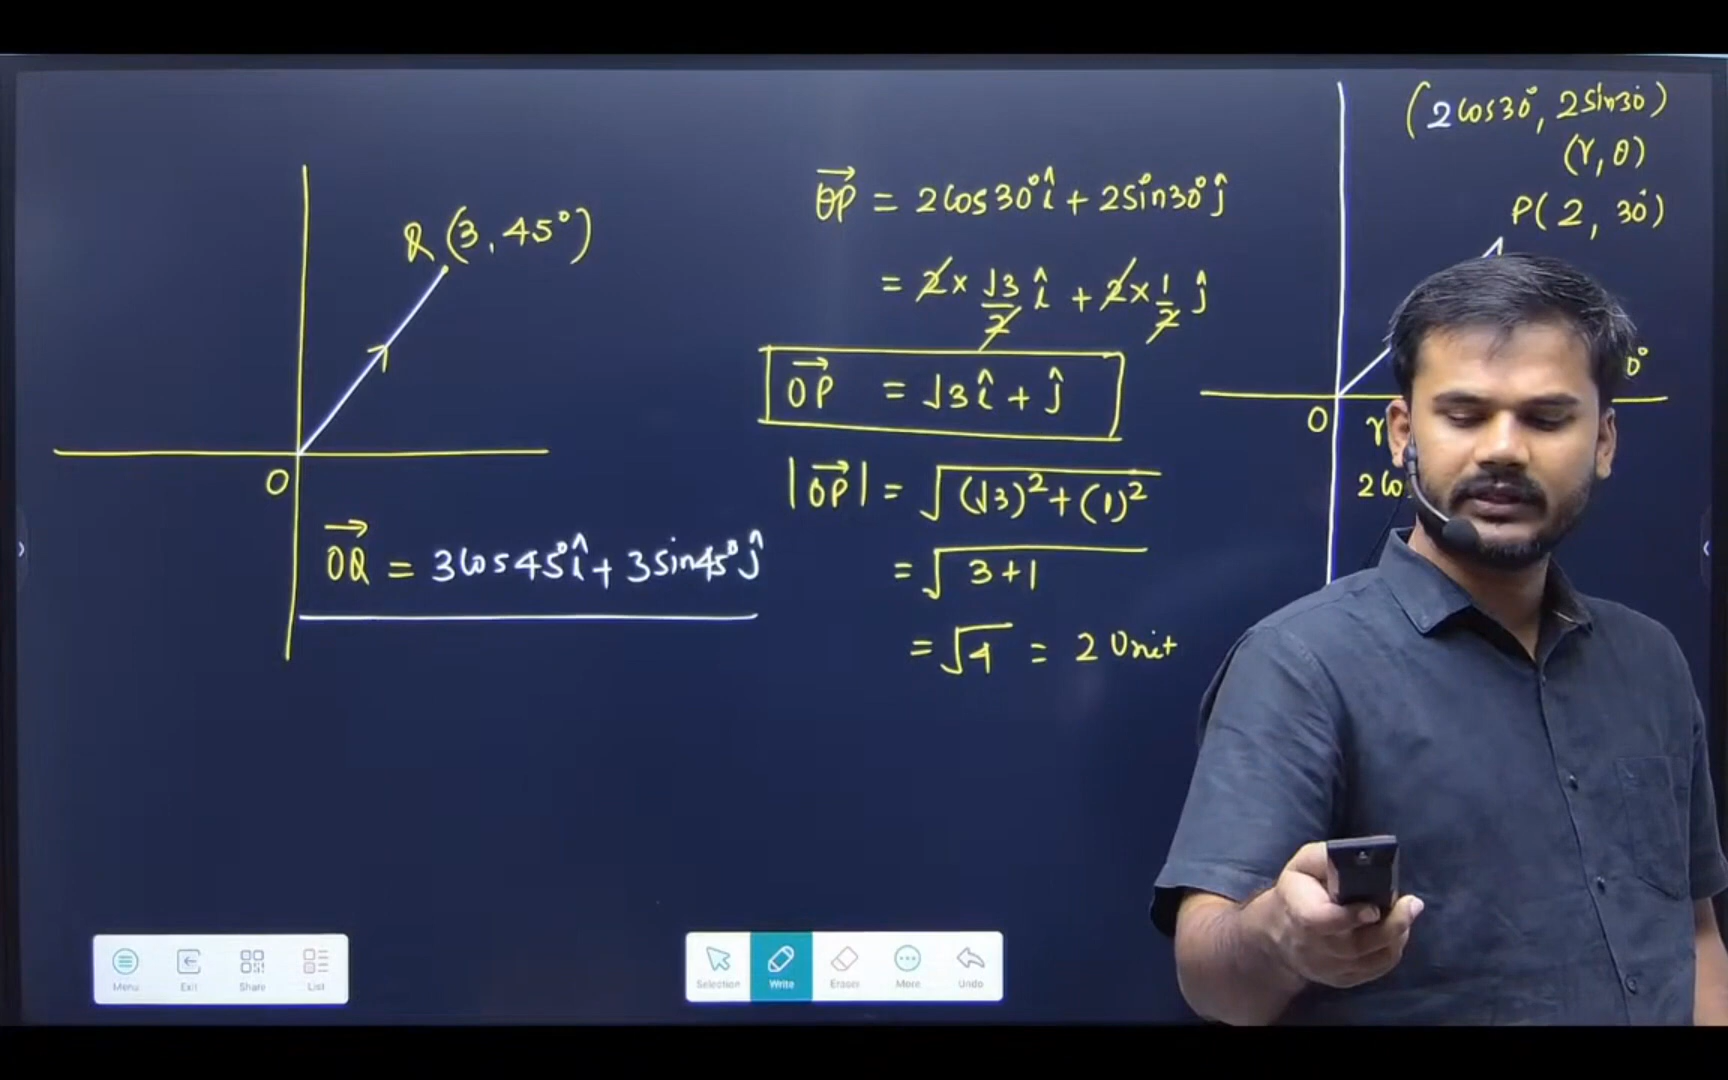 Q (3, 45°)
O
→OQ = 3cos45°î + 3sin45°ĵ
→OP = 2cos30°î + 2sin30°ĵ
= 2 × √3/2 î + 2 × 1/2 ĵ
→OP = √3 î + ĵ
|→OP| = √(√3)² + (1)²
= √3+1
= √4 = 2 Unit
(2cos30°, 2sin30°)
(r, θ)
P(2, 30°)
0°
O
r
2co
Menu
Exit
Share
List
Selection
Write
Eraser
More
Undo